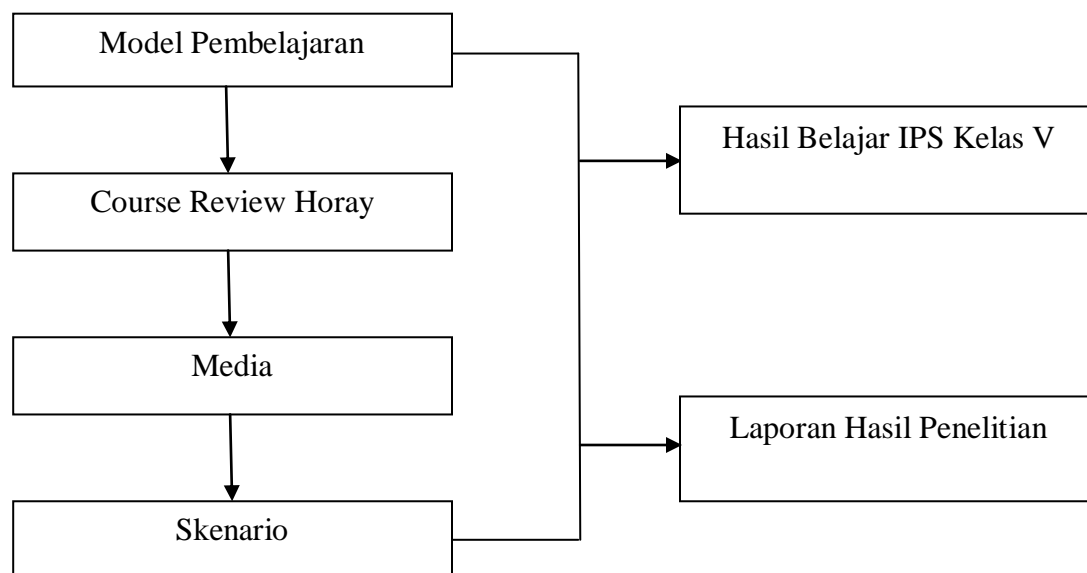 Model Pembelajaran
Course Review Horay
Media
Skenario
Hasil Belajar IPS Kelas V
Laporan Hasil Penelitian